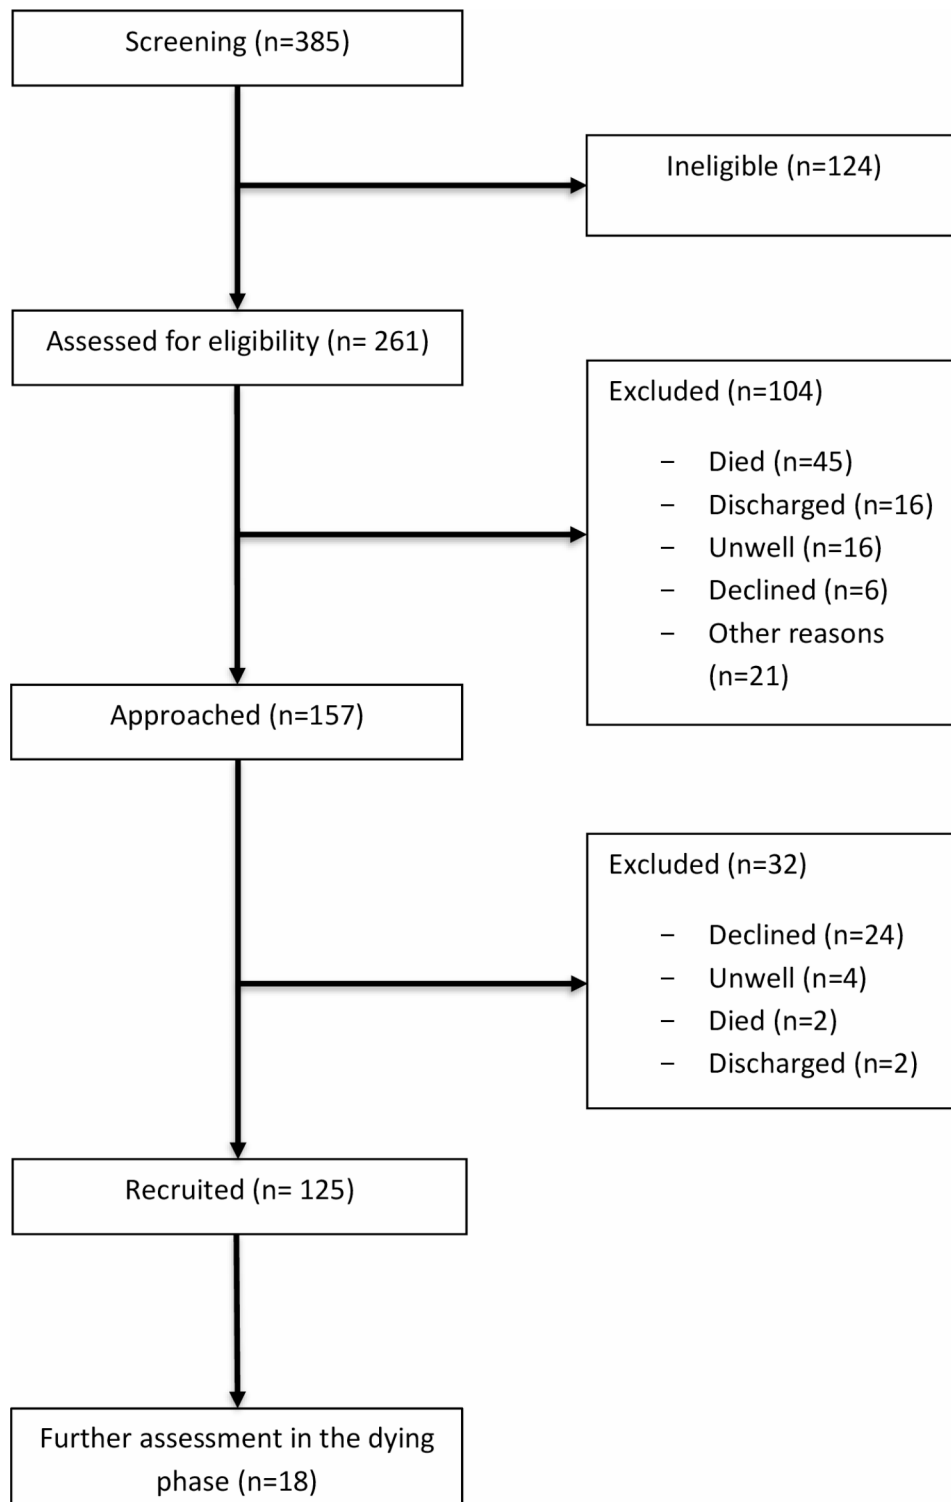 Screening (n=385)
Ineligible (n=124)
Assessed for eligibility (n= 261)
Excluded (n=104)
– Died (n=45)
– Discharged (n=16)
– Unwell (n=16)
– Declined (n=6)
– Other reasons
(n=21)
Approached (n=157)
Excluded (n=32)
– Declined (n=24)
– Unwell (n=4)
– Died (n=2)
– Discharged (n=2)
Recruited (n= 125)
Further assessment in the dying
phase (n=18)